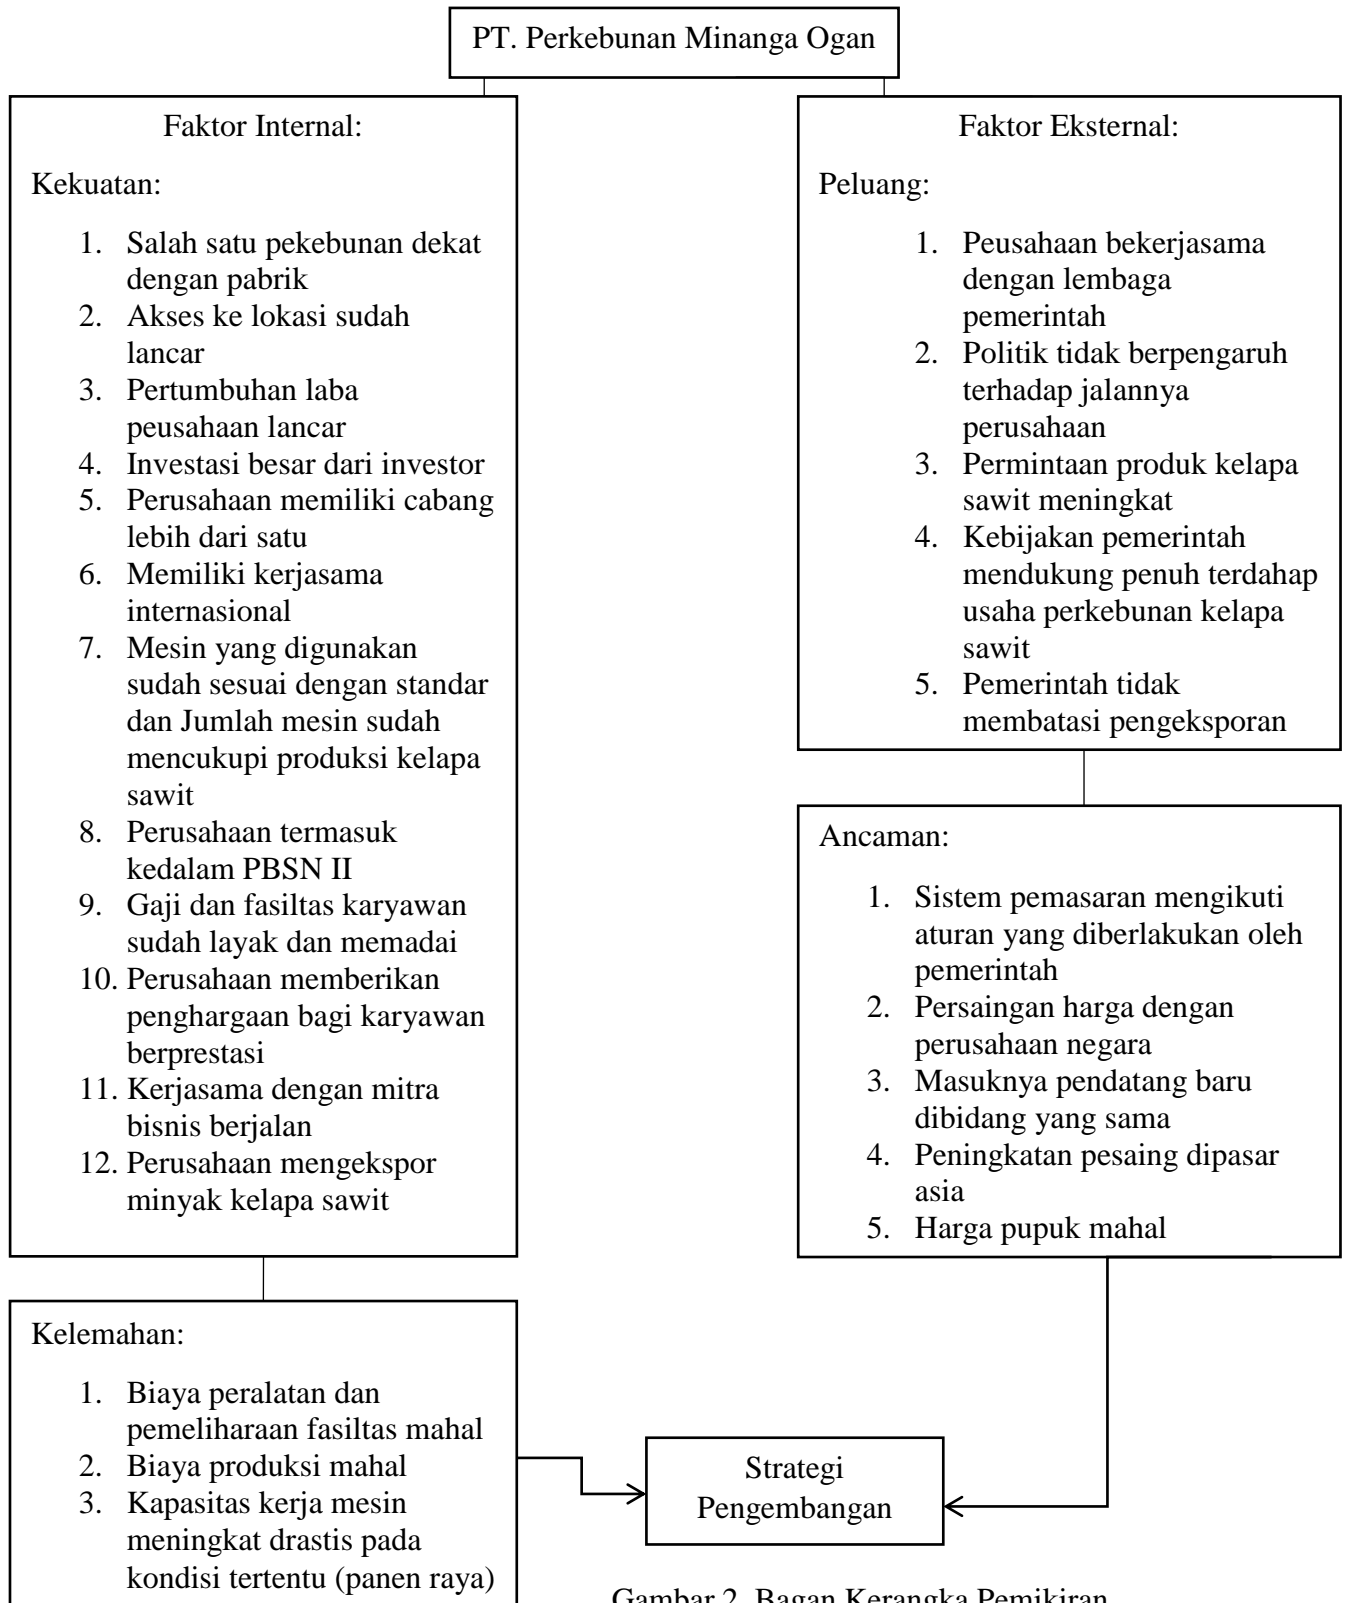 PT. Perkebunan Minanga Ogan
Faktor Internal:
Kekuatan:
1. Salah satu pekebunan dekat
dengan pabrik
2. Akses ke lokasi sudah
lancar
3. Pertumbuhan laba
peusahaan lancar
4. Investasi besar dari investor
5. Perusahaan memiliki cabang
lebih dari satu
6. Memiliki kerjasama
internasional
7. Mesin yang digunakan
sudah sesuai dengan standar
dan Jumlah mesin sudah
mencukupi produksi kelapa
sawit
8. Perusahaan termasuk
kedalam PBSN II
9. Gaji dan fasiltas karyawan
sudah layak dan memadai
10. Perusahaan memberikan
penghargaan bagi karyawan
berprestasi
11. Kerjasama dengan mitra
bisnis berjalan
12. Perusahaan mengekspor
minyak kelapa sawit
Kelemahan:
1. Biaya peralatan dan
pemeliharaan fasiltas mahal
2. Biaya produksi mahal
3. Kapasitas kerja mesin
meningkat drastis pada
kondisi tertentu (panen raya)
Faktor Eksternal:
Peluang:
1. Peusahaan bekerjasama
dengan lembaga
pemerintah
2. Politik tidak berpengaruh
terhadap jalannya
perusahaan
3. Permintaan produk kelapa
sawit meningkat
4. Kebijakan pemerintah
mendukung penuh terdahap
usaha perkebunan kelapa
sawit
5. Pemerintah tidak
membatasi pengeksporan
Ancaman:
1. Sistem pemasaran mengikuti
aturan yang diberlakukan oleh
pemerintah
2. Persaingan harga dengan
perusahaan negara
3. Masuknya pendatang baru
dibidang yang sama
4. Peningkatan pesaing dipasar
asia
5. Harga pupuk mahal
Strategi
Pengembangan
Gambar 2. Bagan Kerangka Pemikiran